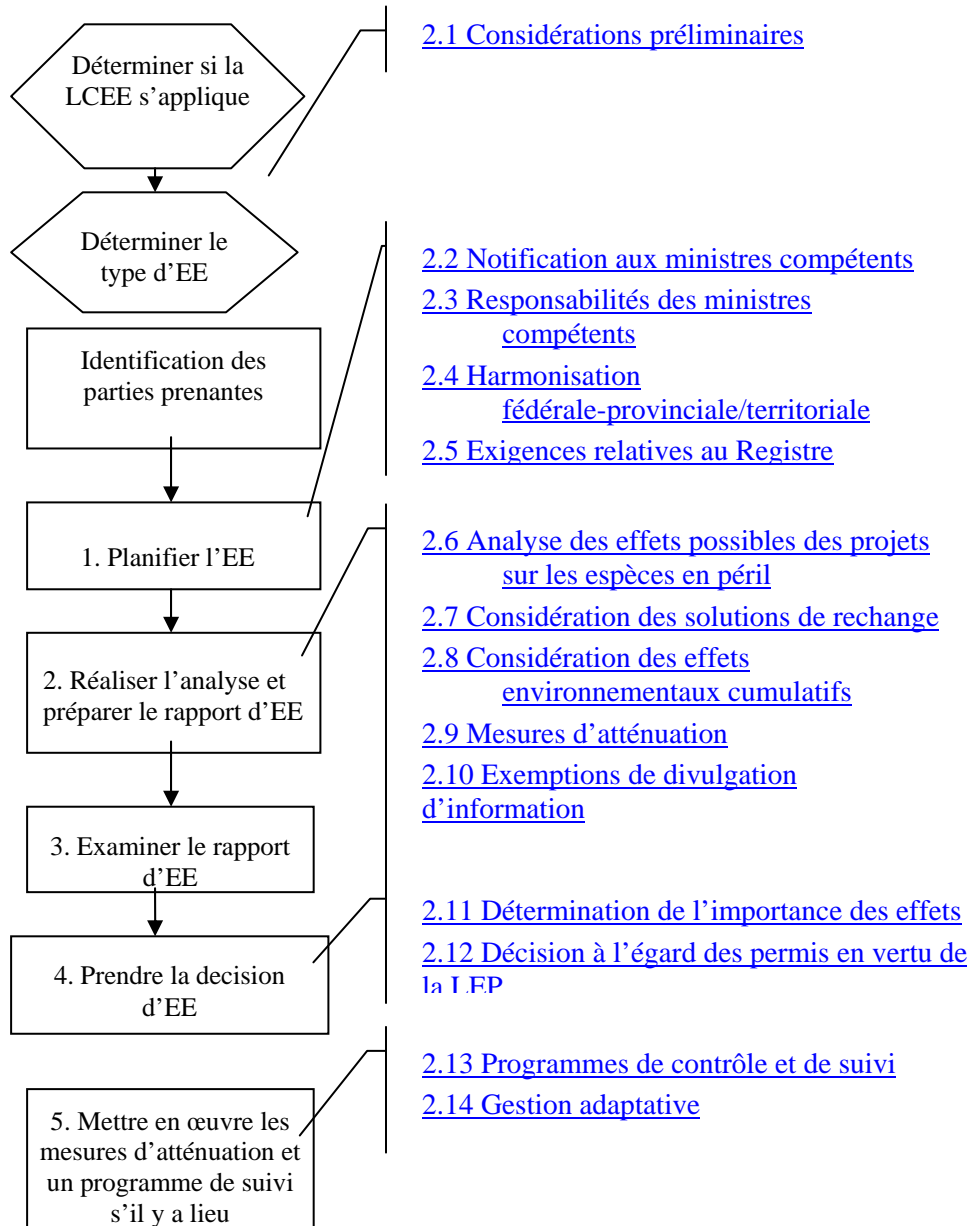 Déterminer si la
LCEE s’applique
Déterminer le
type d’EE
Identification des
parties prenantes
1. Planifier l’EE
2. Réaliser l’analyse et
préparer le rapport d’EE
3. Examiner le rapport
d’EE
4. Prendre la decision
d’EE
5. Mettre en œuvre les
mesures d’atténuation et
un programme de suivi
s’il y a lieu
2.1 Considérations préliminaires
2.2 Notification aux ministres compétents
2.3 Responsabilités des ministres
compétents
2.4 Harmonisation
fédérale-provinciale/territoriale
2.5 Exigences relatives au Registre
2.6 Analyse des effets possibles des projets
sur les espèces en péril
2.7 Considération des solutions de rechange
2.8 Considération des effets
environnementaux cumulatifs
2.9 Mesures d’atténuation
2.10 Exemptions de divulgation
d’information
2.11 Détermination de l’importance des effets
2.12 Décision à l’égard des permis en vertu de
la LEP
2.13 Programmes de contrôle et de suivi
2.14 Gestion adaptative